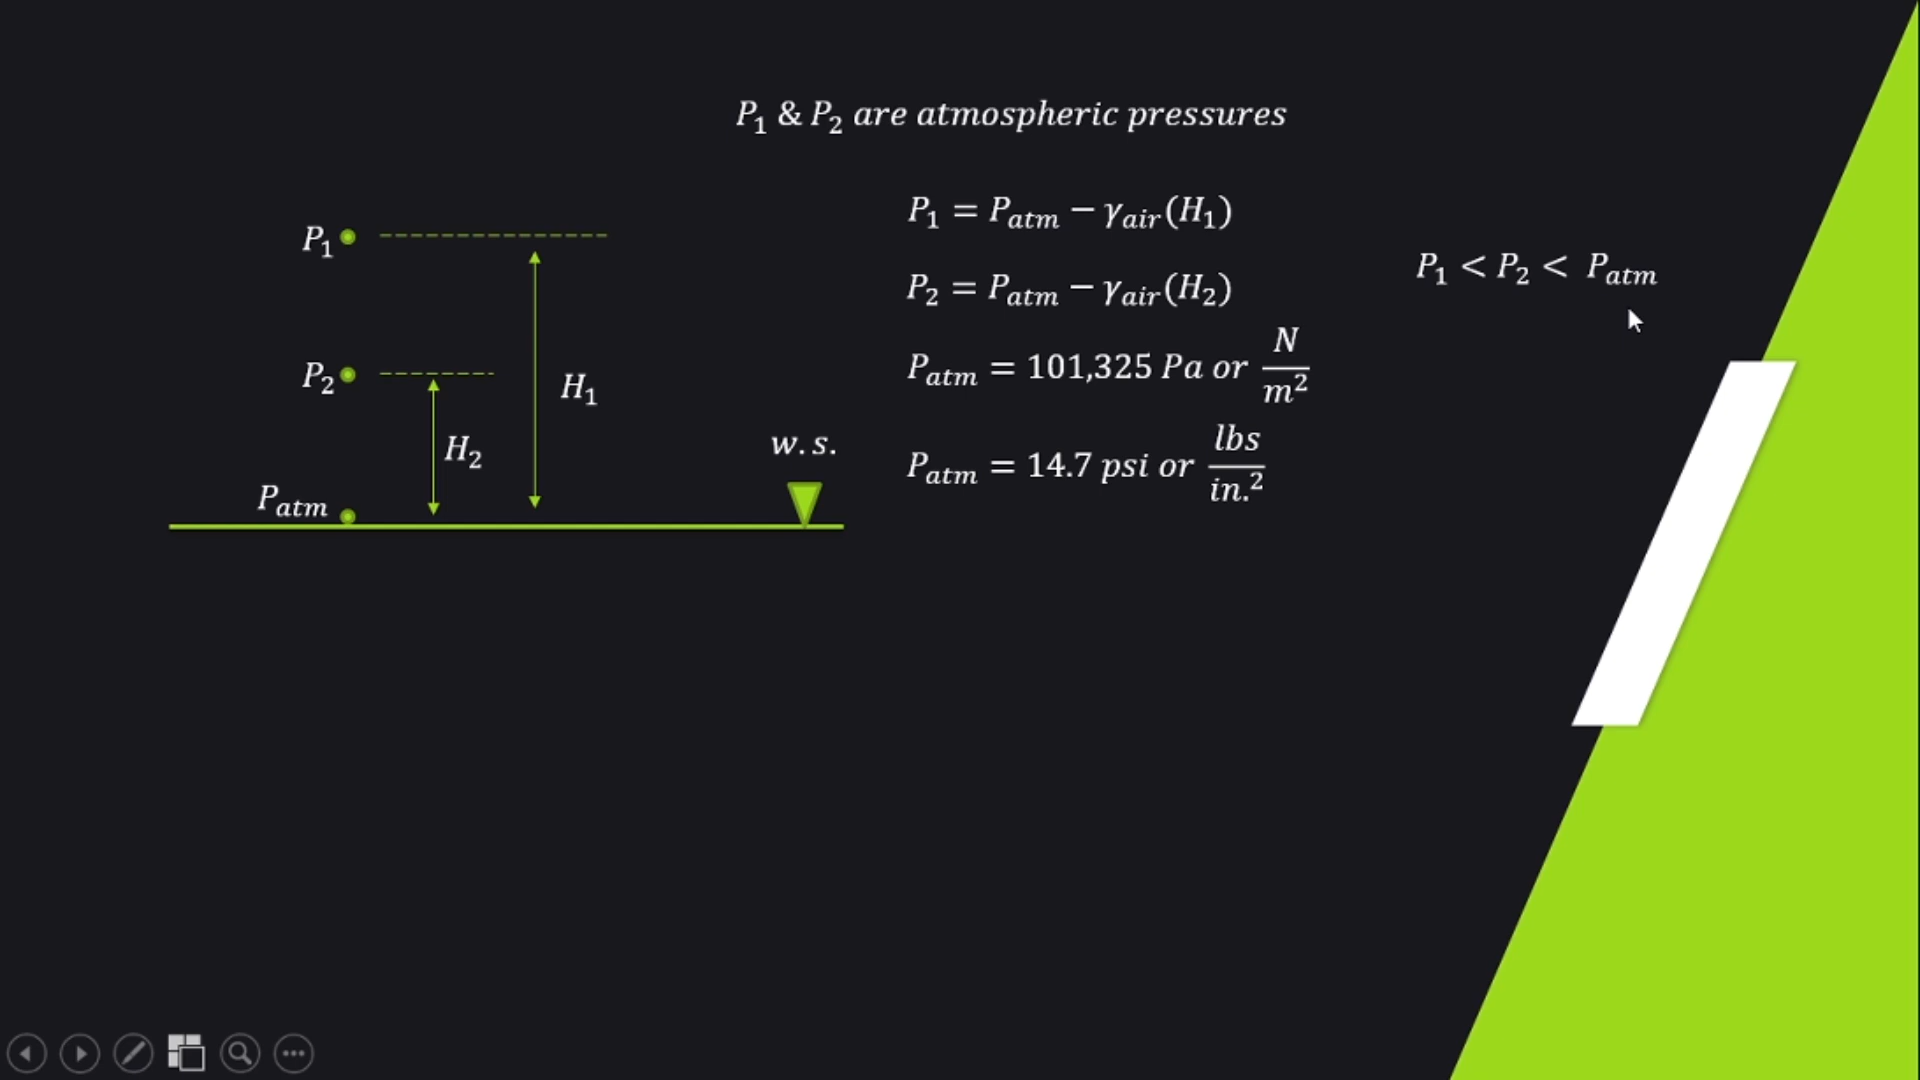 P₁ & P₂ are atmospheric pressures
P₁ = P_atm − γ_air(H₁)
P₂ = P_atm − γ_air(H₂)
P_atm = 101,325 Pa or N/m²
P_atm = 14.7 psi or lbs/in.²
P₁ < P₂ < P_atm
P₁
P₂
H₁
H₂
w.s.
P_atm